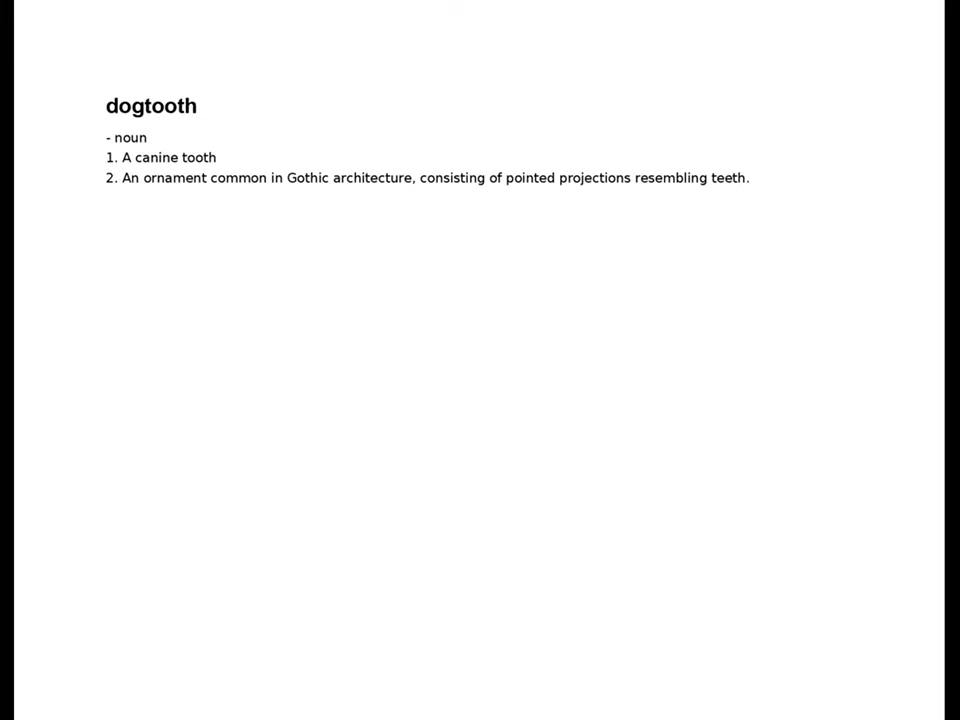 dogtooth
- noun
1. A canine tooth
2. An ornament common in Gothic architecture, consisting of pointed projections resembling teeth.